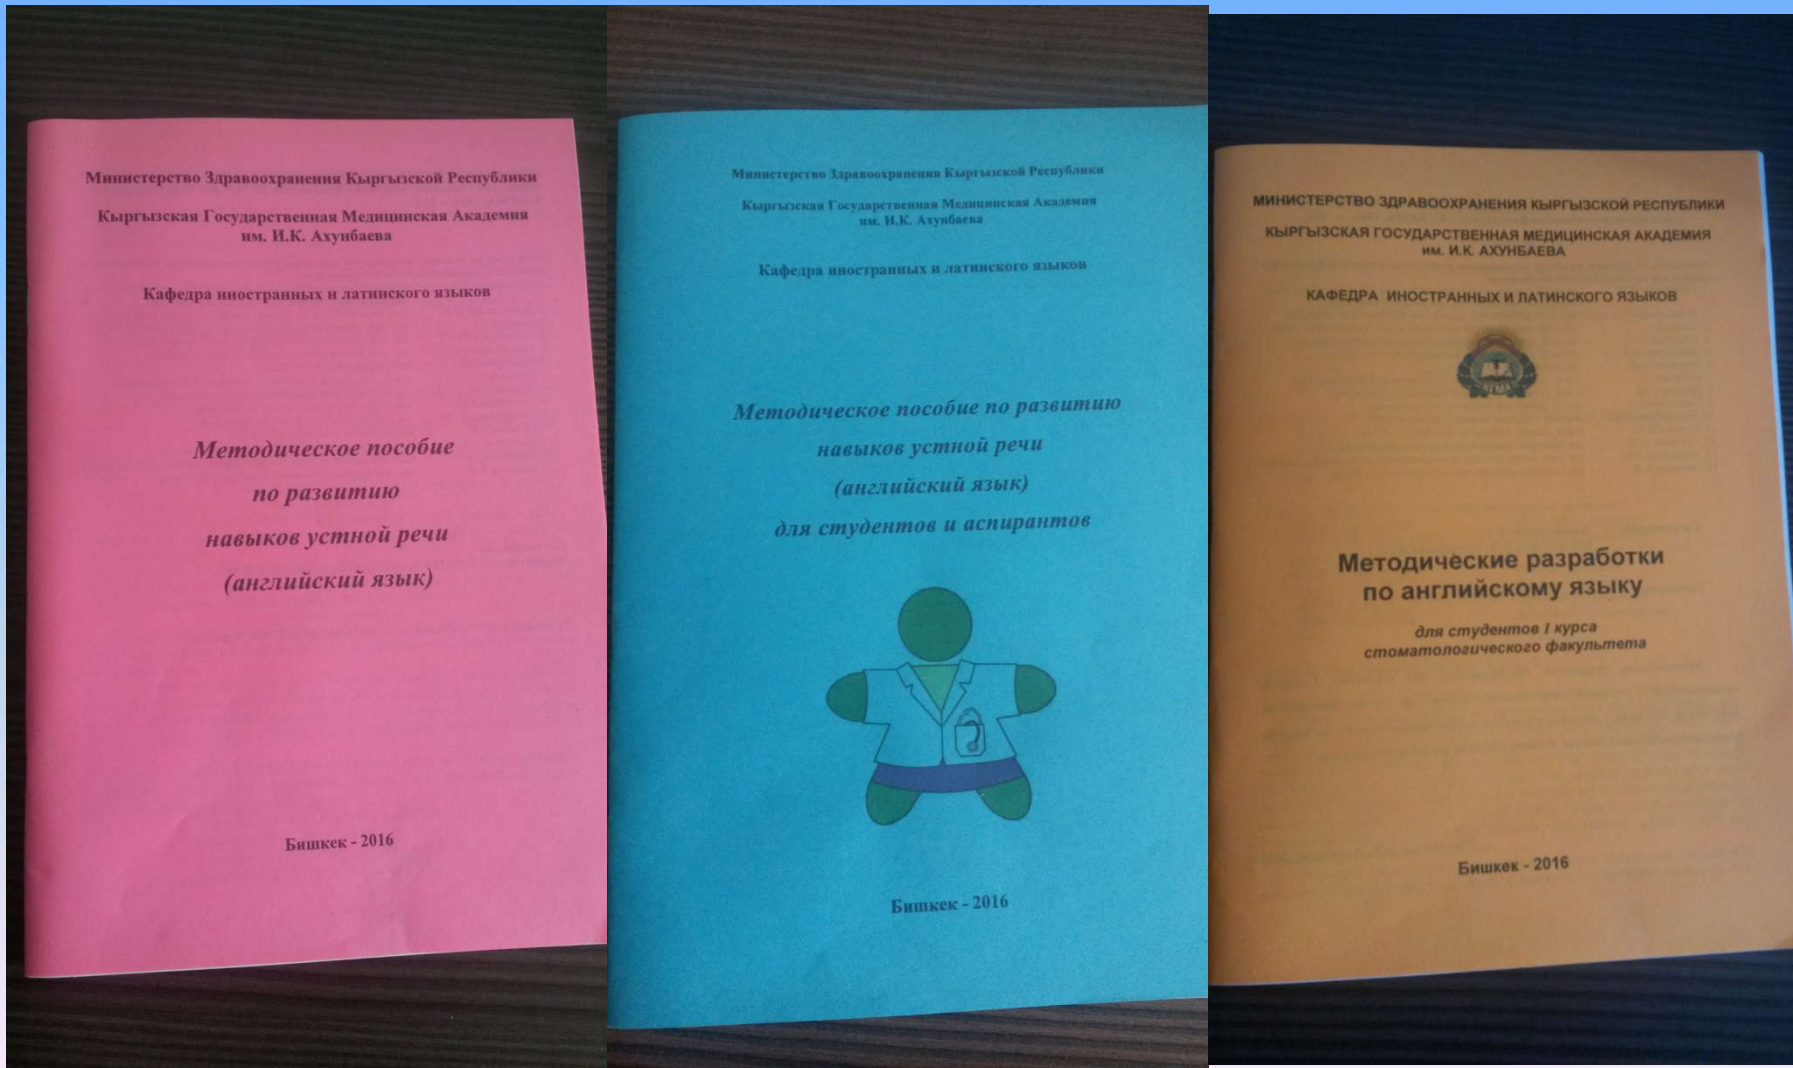 Министерство Здравоохранения Кыргызской Республики
Кыргызская Государственная Медицинская Академия
им. И.К. Ахунбаева
Кафедра иностранных и латинского языков
Методическое пособие
по развитию
навыков устной речи
(английский язык)
Бишкек - 2016
Министерство Здравоохранения Кыргызской Республики
Кыргызская Государственная Медицинская Академия
им. И.К. Ахунбаева
Кафедра иностранных и латинского языков
Методическое пособие по развитию
навыков устной речи
(английский язык)
для студентов и аспирантов
Бишкек - 2016
МИНИСТЕРСТВО ЗДРАВООХРАНЕНИЯ КЫРГЫЗСКОЙ РЕСПУБЛИКИ
КЫРГЫЗСКАЯ ГОСУДАРСТВЕННАЯ МЕДИЦИНСКАЯ АКАДЕМИЯ
им. И.К. АХУНБАЕВА
КАФЕДРА ИНОСТРАННЫХ И ЛАТИНСКОГО ЯЗЫКОВ
КГМА
Методические разработки
по английскому языку
для студентов I курса
стоматологического факультета
Бишкек - 2016